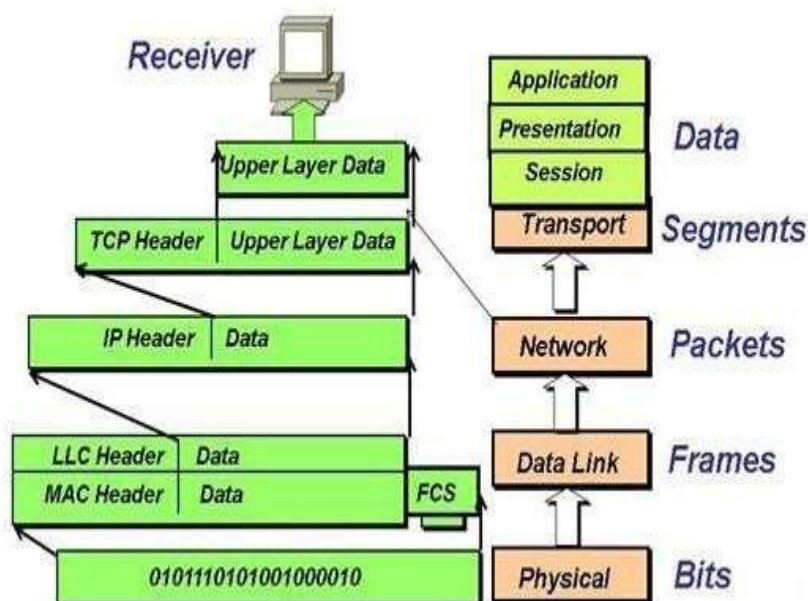 Receiver
Upper Layer Data
TCP Header Upper Layer Data
IP Header Data
LLC Header Data
MAC Header Data FCS
0101110101001000010
Application
Presentation
Data
Session
Transport Segments
Network Packets
Data Link Frames
Physical Bits